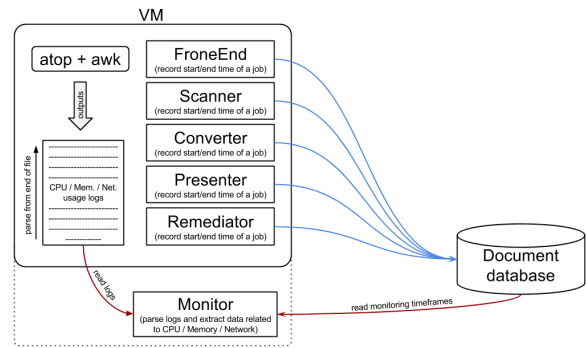 VM
atop + awk
outputs
parse from end of file
CPU / Mem. / Net.
usage logs
FroneEnd
(record start/end time of a job)
Scanner
(record start/end time of a job)
Converter
(record start/end time of a job)
Presenter
(record start/end time of a job)
Remediator
(record start/end time of a job)
Document
database
read logs
Monitor
(parse logs and extract data related
to CPU / Memory / Network)
read monitoring timeframes